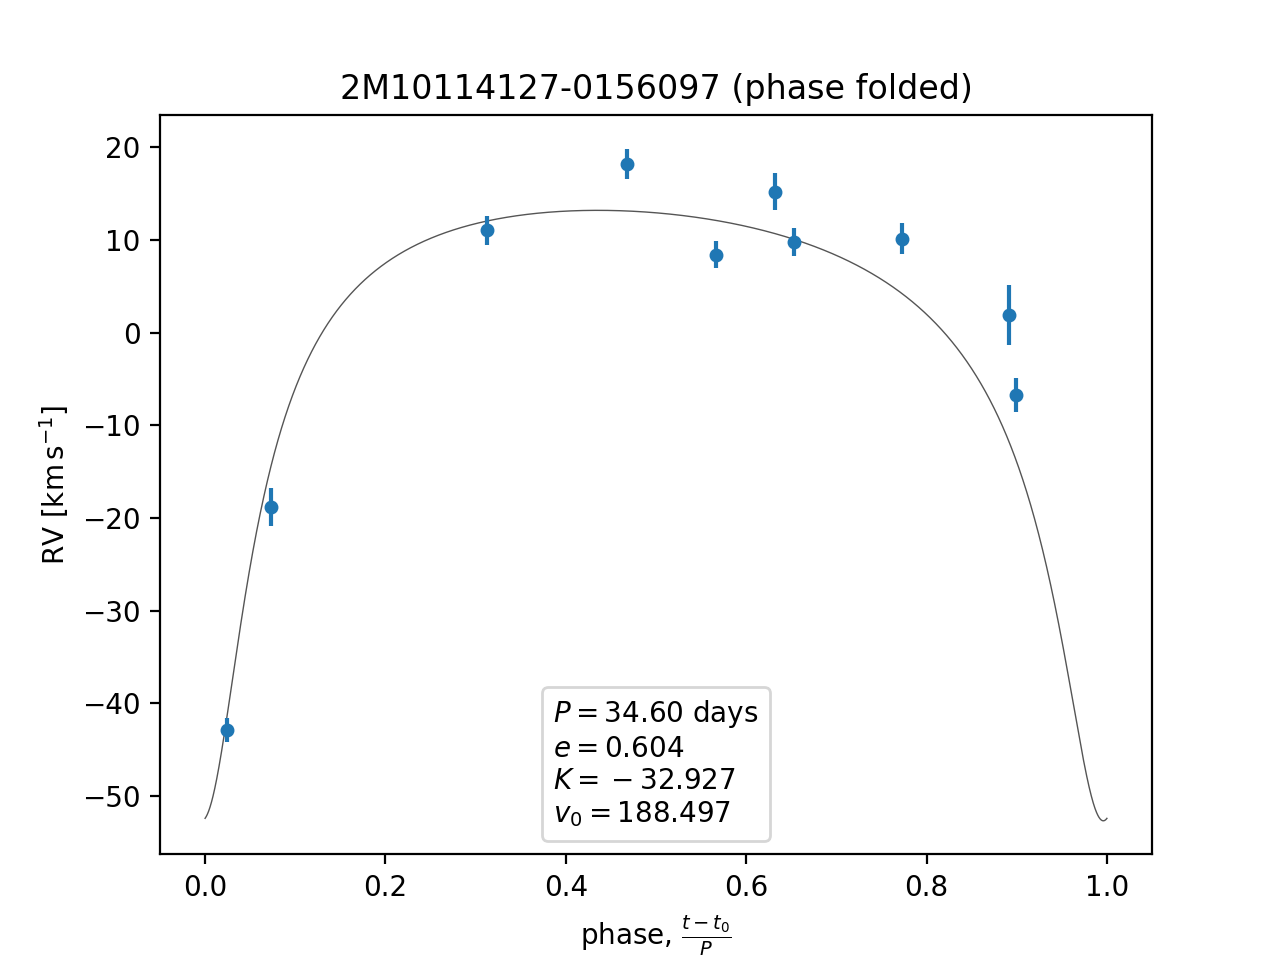 2M10114127-0156097 (phase folded)
20
10
0
−10
−20
−30
−40
−50
RV [km s⁻¹]
P = 34.60 days
e = 0.604
K = − 32.927
v₀ = 188.497
0.0 0.2 0.4 0.6 0.8 1.0
phase, (t − t₀)/P